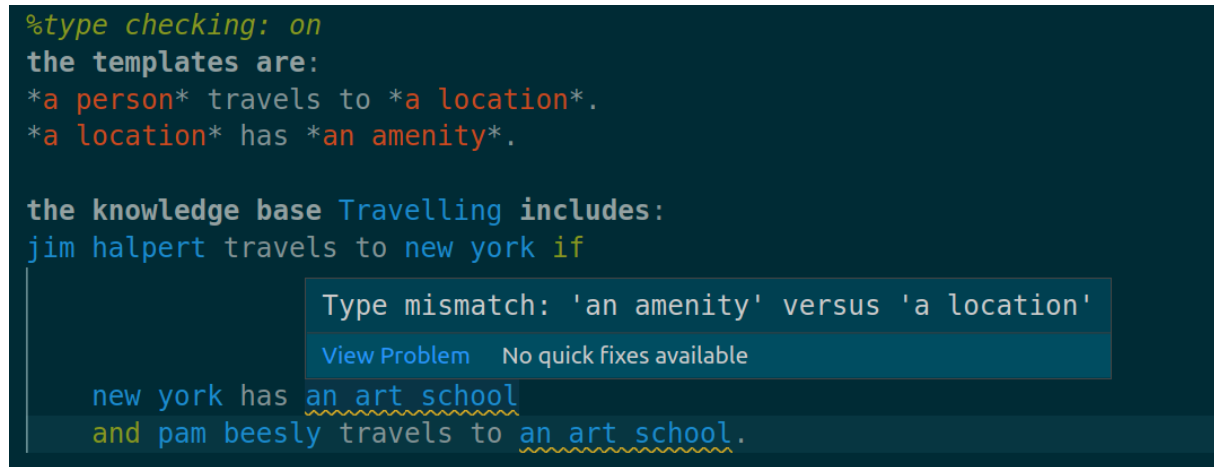 %type checking: on
the templates are:
*a person* travels to *a location*.
*a location* has *an amenity*.
the knowledge base Travelling includes:
jim halpert travels to new york if
Type mismatch: 'an amenity' versus 'a location'
View Problem No quick fixes available
new york has an art school
and pam beesly travels to an art school.